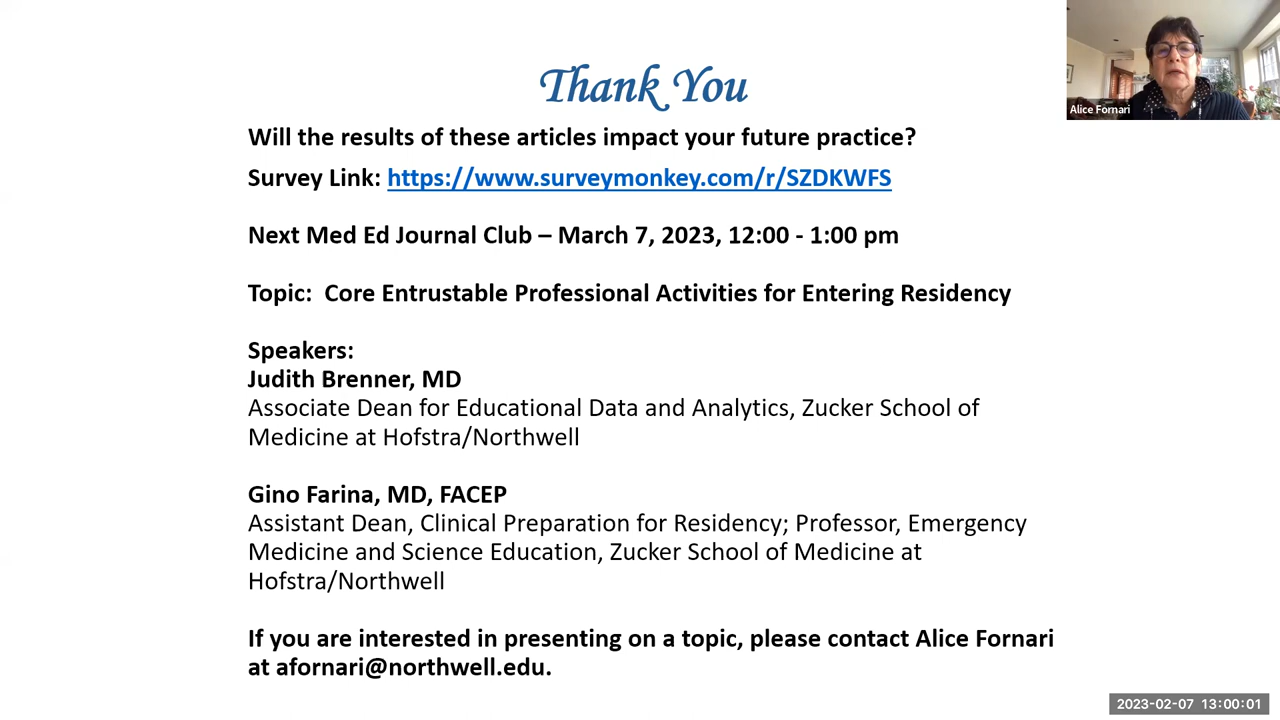 Thank You
Will the results of these articles impact your future practice?
Survey Link: https://www.surveymonkey.com/r/SZDKWFS
Next Med Ed Journal Club – March 7, 2023, 12:00 - 1:00 pm
Topic:  Core Entrustable Professional Activities for Entering Residency
Speakers:
Judith Brenner, MD
Associate Dean for Educational Data and Analytics, Zucker School of
Medicine at Hofstra/Northwell
Gino Farina, MD, FACEP
Assistant Dean, Clinical Preparation for Residency; Professor, Emergency
Medicine and Science Education, Zucker School of Medicine at
Hofstra/Northwell
If you are interested in presenting on a topic, please contact Alice Fornari
at afornari@northwell.edu.
Alice Fornari
2023-02-07 13:00:01